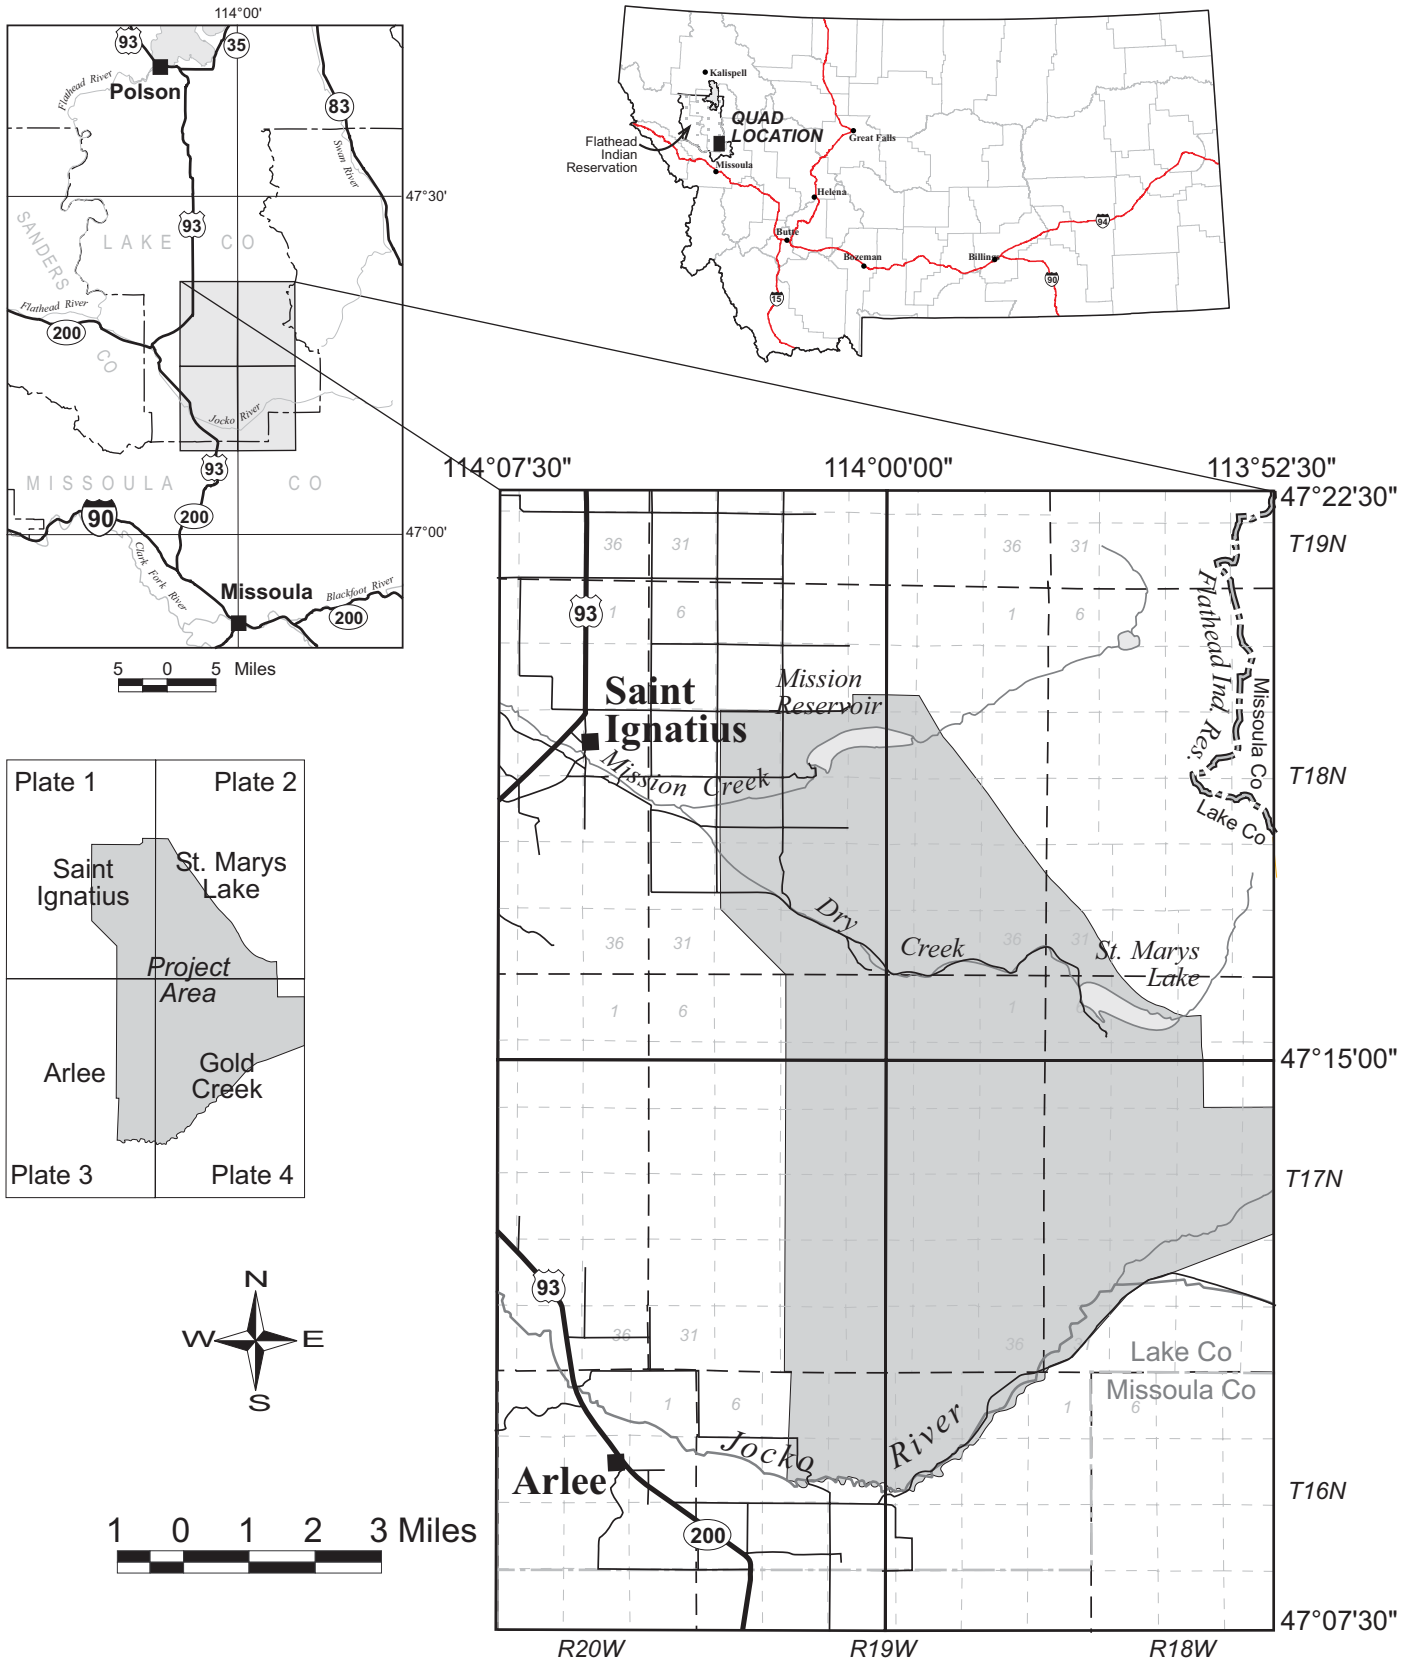 114°00'
93
35
Polson
Flathead River
83
Swan River
47°30'
93
SANDERS
CO
LAKE CO
Flathead River
200
Jocko River
93
MISSOULA CO
90
200
47°00'
Clark Fork
River
Missoula
Blackfoot River
200
5 0 5 Miles
Kalispell
QUAD
LOCATION
Flathead
Indian
Reservation
Great Falls
Missoula
Helena
Butte
Bozeman
Billings
94
90
15
Plate 1
Plate 2
Saint
Ignatius
St. Marys
Lake
Project
Area
Arlee
Gold
Creek
Plate 3
Plate 4
N
W E
S
1 0 1 2 3 Miles
114°07'30"
114°00'00"
113°52'30"
47°22'30"
T19N
36
31
36
31
93
1
6
1
6
Flathead Ind. Res.
Missoula Co
Lake Co
Saint
Ignatius
Mission
Reservoir
Mission Creek
T18N
Dry
Creek
36
31
36
31
St. Marys
Lake
1
6
1
47°15'00"
T17N
93
36
31
36
Lake Co
Missoula Co
1
6
1
6
Jocko
River
Arlee
T16N
200
47°07'30"
R20W
R19W
R18W